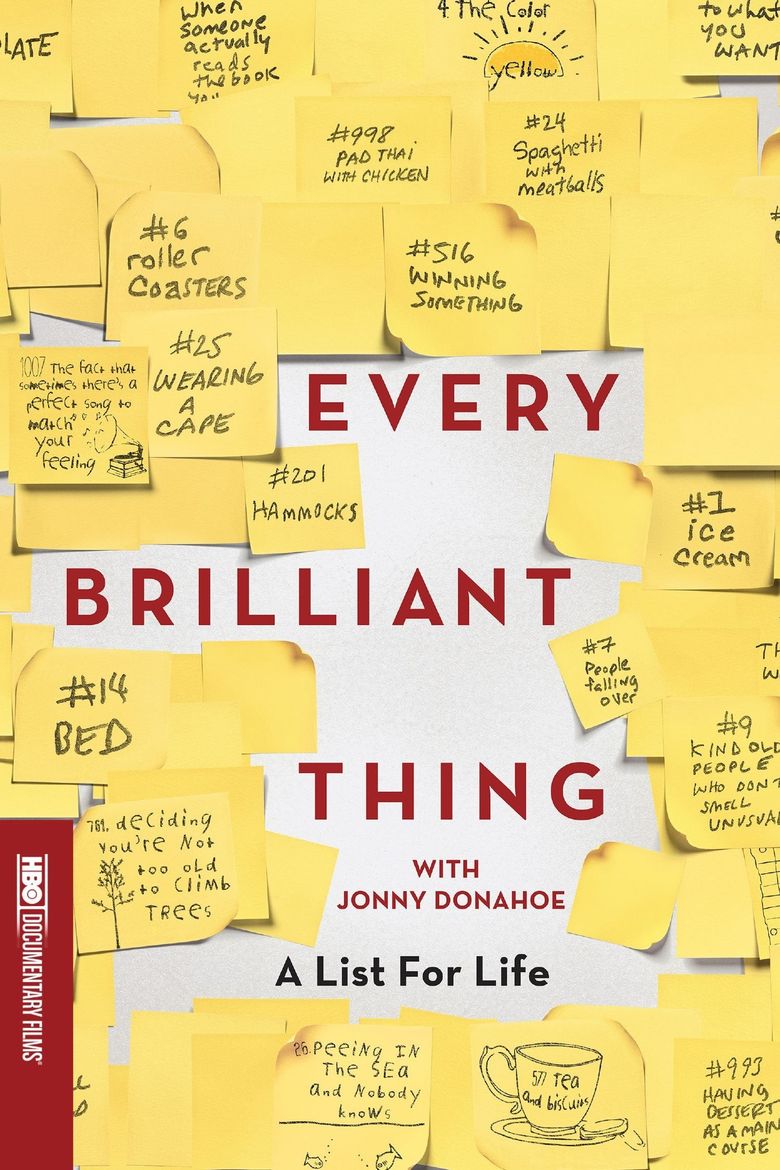 LATE
When
someone
actually
reads
the book
you
4 The Color
yellow
to what
you
WANT
#998
PAD THAI
WITH CHICKEN
#24
Spaghetti
with
meatballs
#6
roller
COASTERS
#516
WINNING
SOMETHING
#
1007 The fact that
sometimes there's a
perfect song to
match
your
feeling
#25
WEARING
A
CAPE
EVERY
#201
HAMMOCKS
#1
ice
cream
BRILLIANT
#7
People
falling
over
TH
W
#14
BED
#9
KIND OLD
PEOPLE
WHO DON'T
SMELL
UNUSUAL
THING
WITH
JONNY DONAHOE
761. deciding
you're Not
too old
to Climb
TREES
A List For Life
HBO DOCUMENTARY FILMS
26. Peeing IN
The SEa
and Nobody
knows
577 Tea
and biscuits
#993
HAVING
DESSERT
AS A MAIN
COURSE